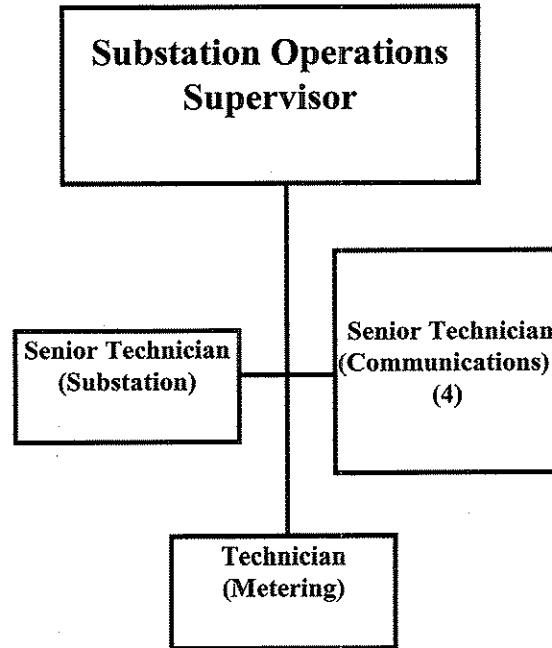 Substation Operations
Supervisor
Senior Technician
(Substation)
Senior Technician
(Communications)
(4)
Technician
(Metering)